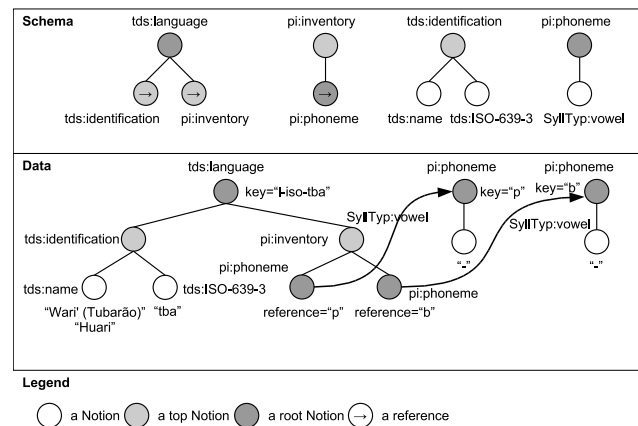 Schema
tds:language
pi:inventory
tds:identification
pi:phoneme
→
→
→
tds:identification
pi:inventory
pi:phoneme
tds:name
tds:ISO-639-3
SyllTyp:vowel
Data
tds:language
pi:phoneme
pi:phoneme
key="l-iso-tba"
key="p"
key="b"
SyllTyp:vowel
SyllTyp:vowel
tds:identification
pi:inventory
"-"
"-"
pi:phoneme
tds:name
tds:ISO-639-3
pi:phoneme
"Wari' (Tubarão)"
"tba"
reference="p"
reference="b"
"Huari"
Legend
a Notion
a top Notion
a root Notion
→
a reference